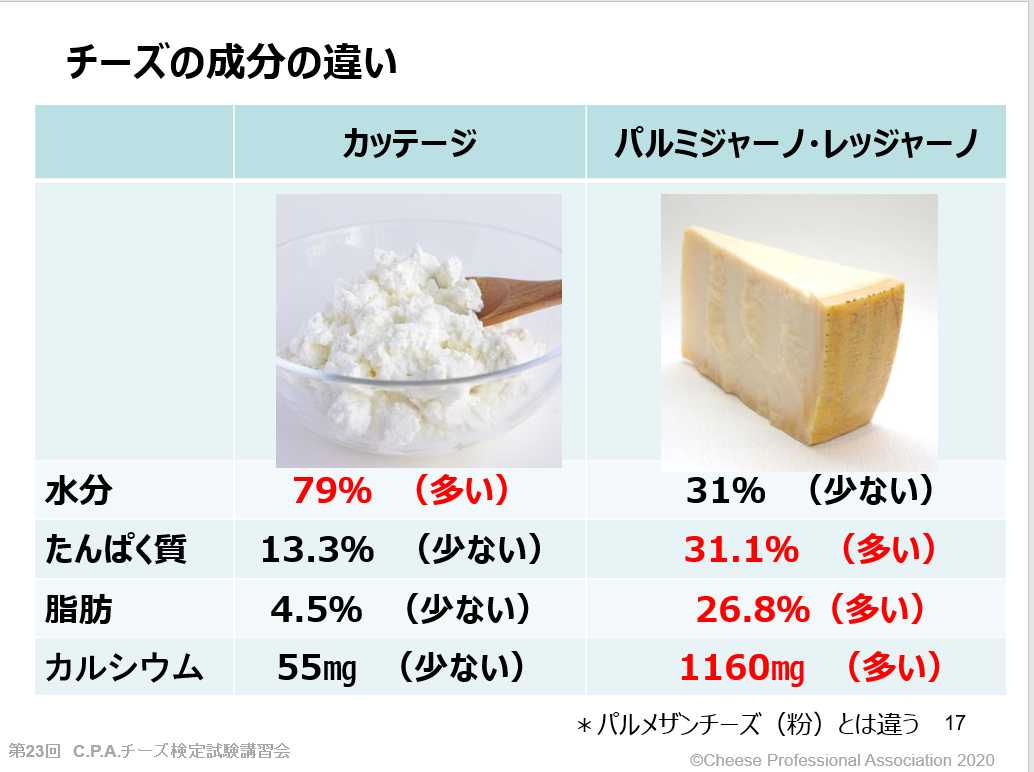 チーズの成分の違い
カッテージ パルミジャーノ・レッジャーノ
水分 79% （多い） 31% （少ない）
たんぱく質 13.3% （少ない） 31.1% （多い）
脂肪 4.5% （少ない） 26.8%（多い）
カルシウム 55㎎ （少ない） 1160㎎ （多い）
＊パルメザンチーズ（粉）とは違う 17
第23回 C.P.A.チーズ検定試験講習会
©Cheese Professional Association 2020